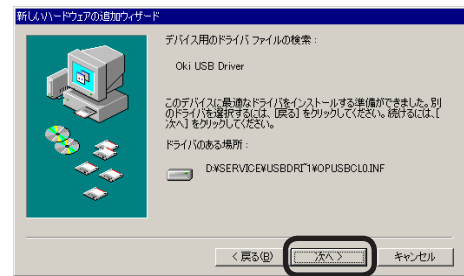 新しいハードウェアの追加ウィザード
デバイス用のドライバ ファイルの検索 :
Oki USB Driver
このデバイスに最適なドライバをインストールする準備ができました。別
のドライバを選択するには、[戻る] をクリックしてください。続けるには、[
次へ] をクリックしてください。
ドライバのある場所 :
D:¥SERVICE¥USBDRI~1¥OPUSBCL0.INF
< 戻る(B)
次へ >
キャンセル